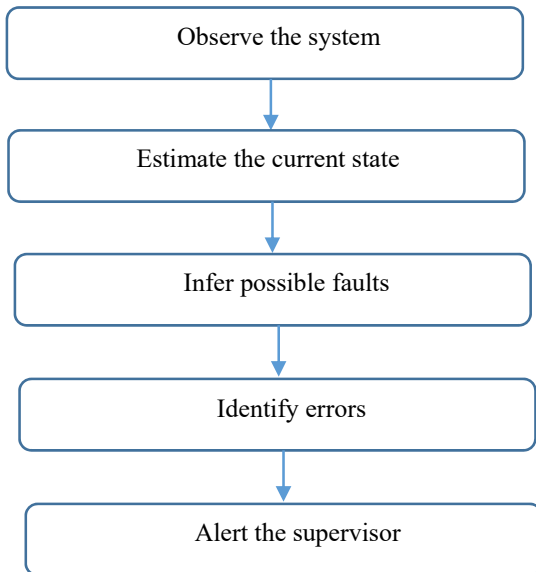 Observe the system
Estimate the current state
Infer possible faults
Identify errors
Alert the supervisor